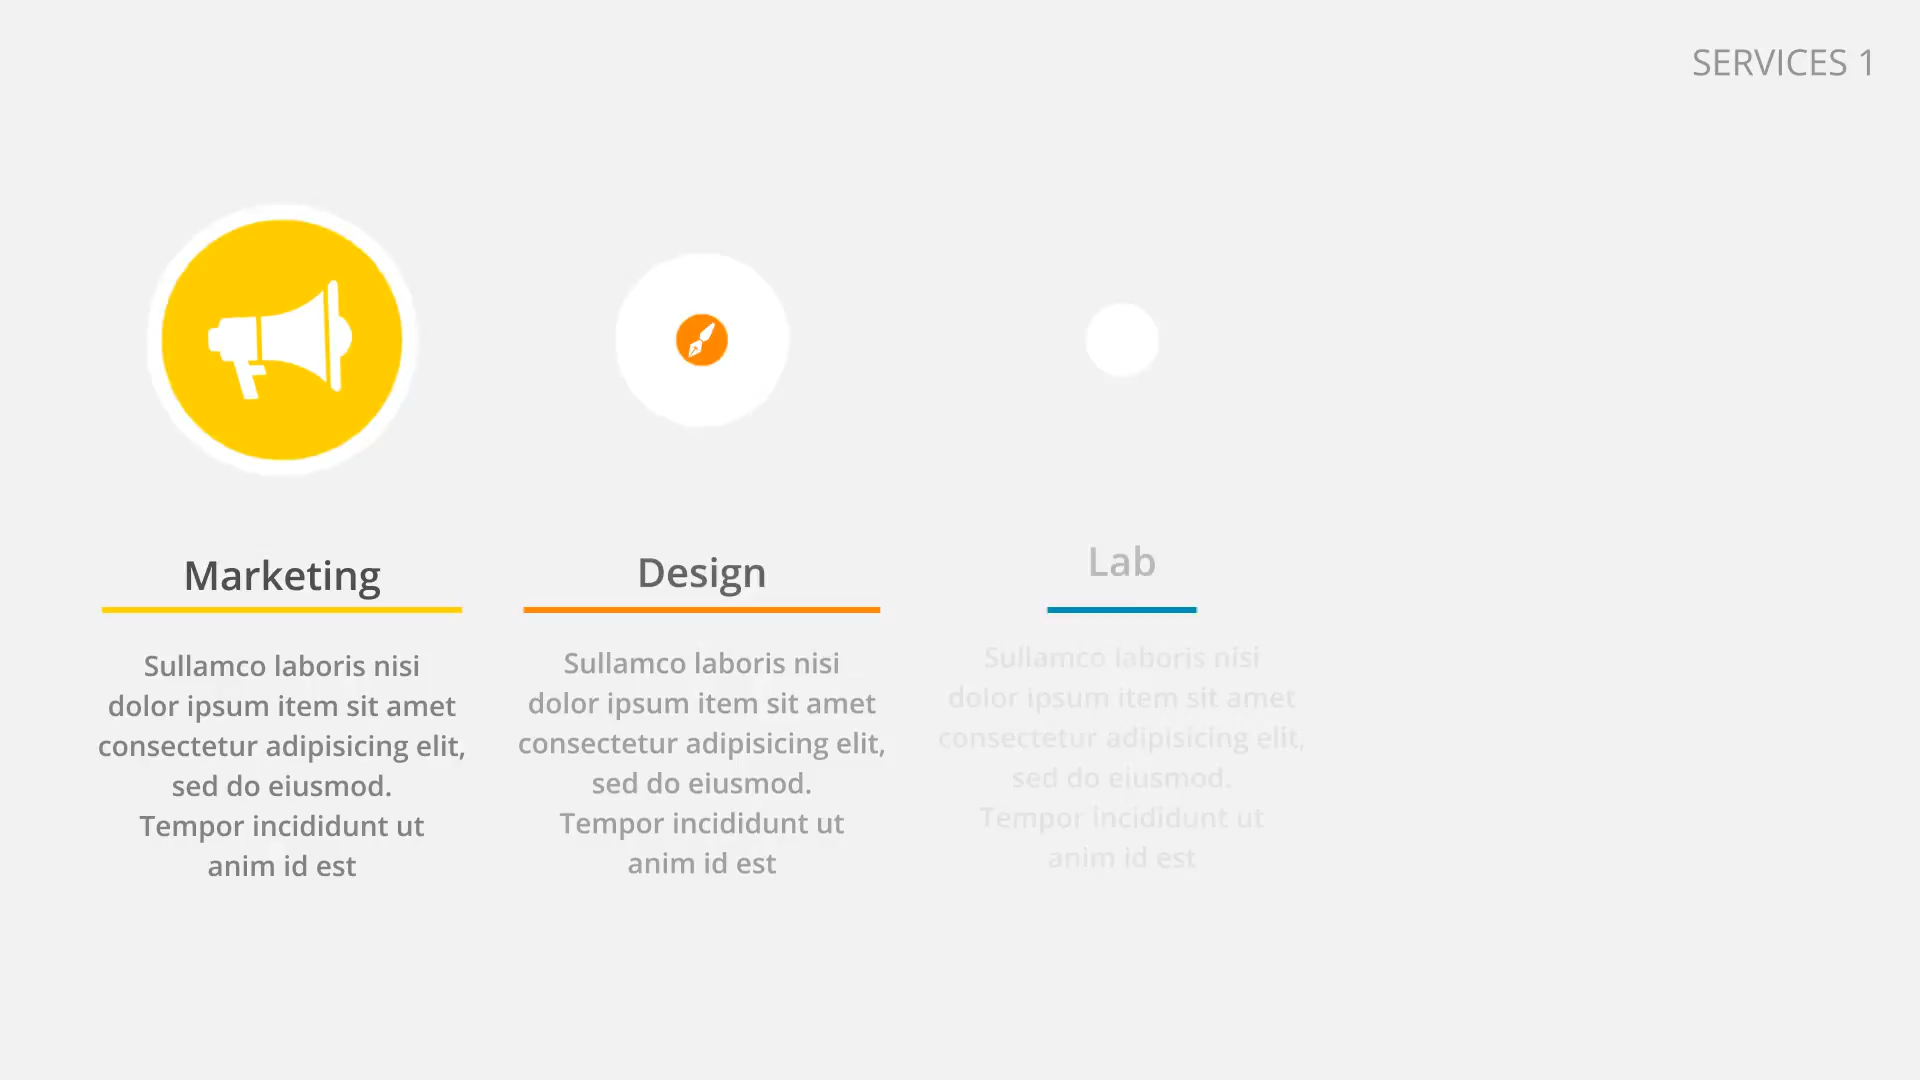 SERVICES 1
Marketing
Sullamco laboris nisi
dolor ipsum item sit amet
consectetur adipisicing elit,
sed do eiusmod.
Tempor incididunt ut
anim id est
Design
Sullamco laboris nisi
dolor ipsum item sit amet
consectetur adipisicing elit,
sed do eiusmod.
Tempor incididunt ut
anim id est
Lab
Sullamco laboris nisi
dolor ipsum item sit amet
consectetur adipisicing elit,
sed do eiusmod.
Tempor incididunt ut
anim id est